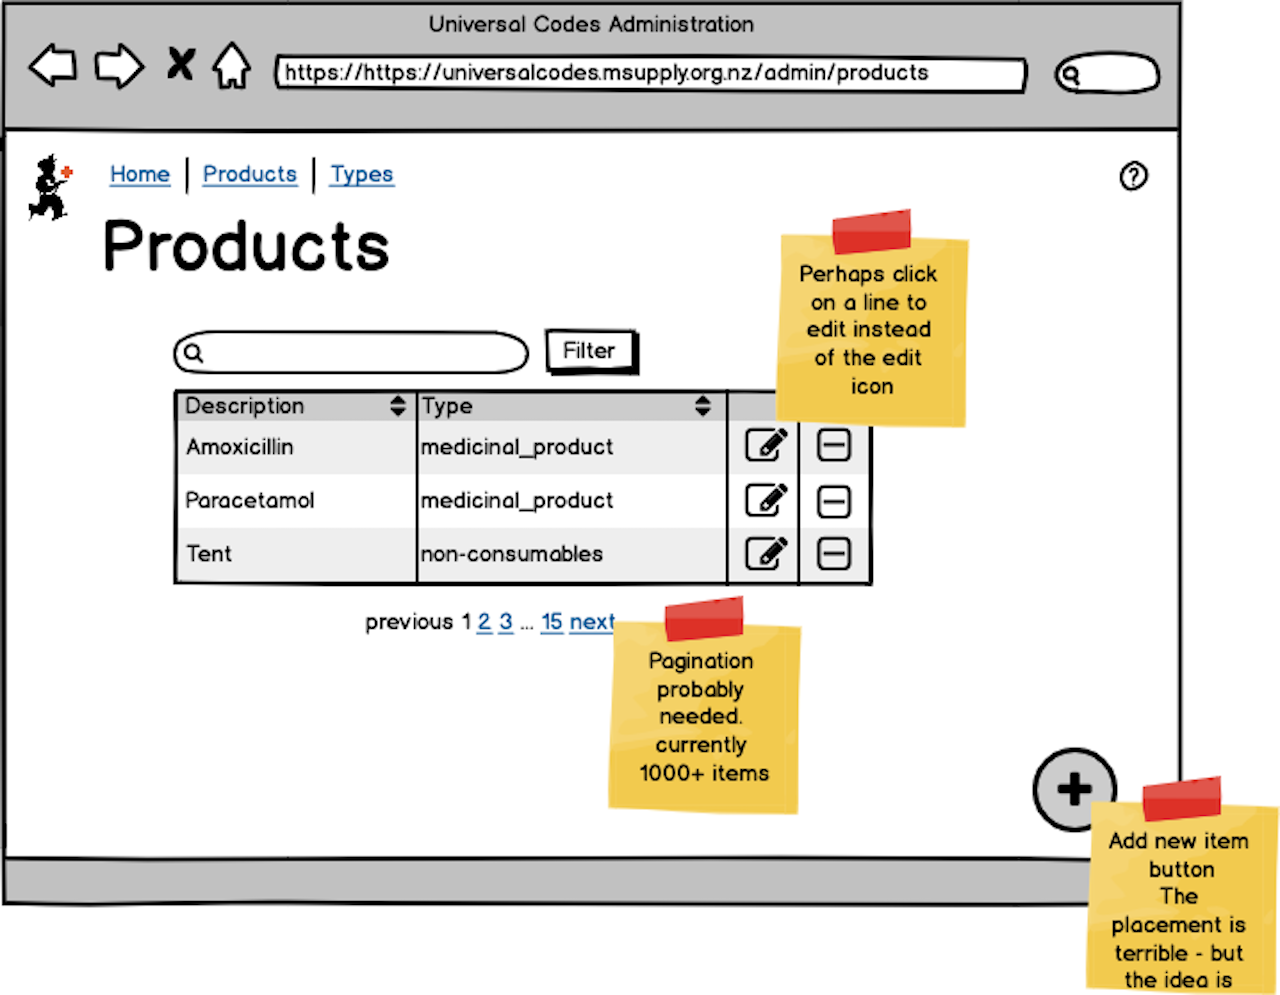 Universal Codes Administration
https://https://universalcodes.msupply.org.nz/admin/products
Home Products Types
?
Products
Filter
Description Type
Amoxicillin medicinal_product
Paracetamol medicinal_product
Tent non-consumables
previous 1 2 3 ... 15 next
Perhaps click
on a line to
edit instead
of the edit
icon
Pagination
probably
needed.
currently
1000+ items
Add new item
button
The
placement is
terrible - but
the idea is